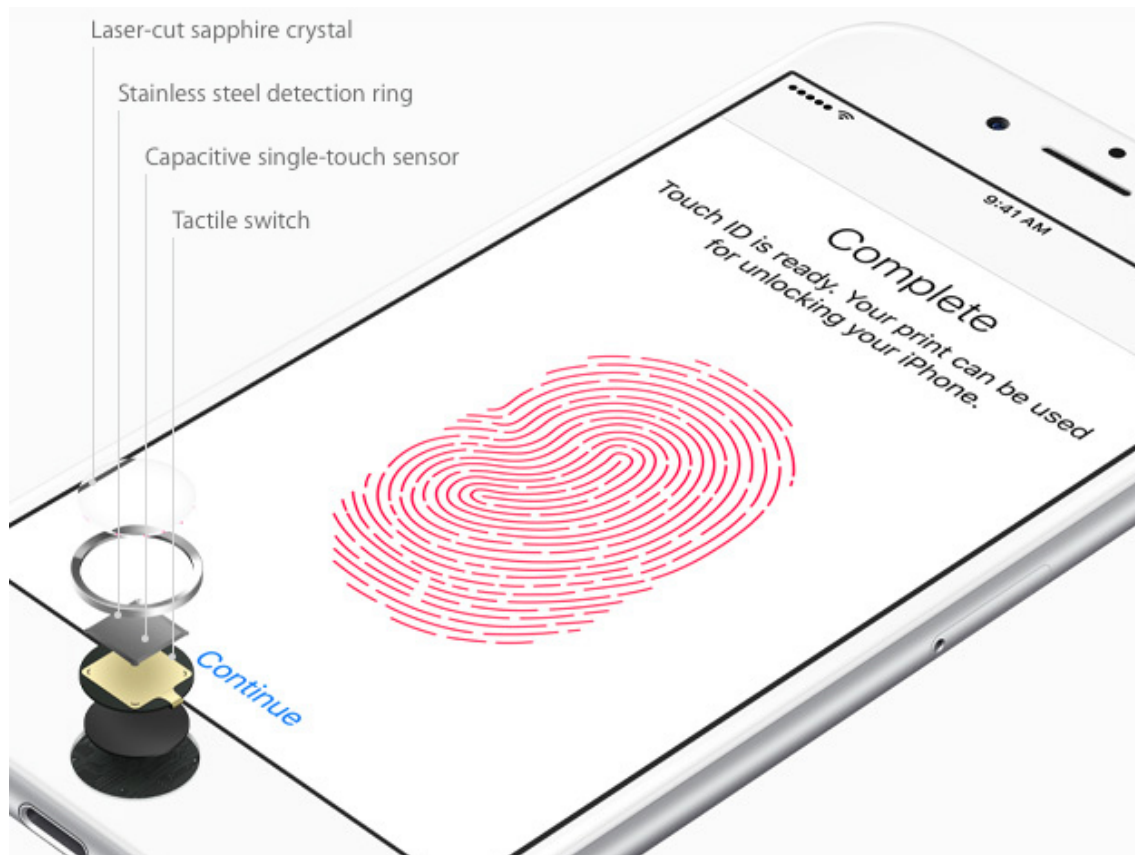 Laser-cut sapphire crystal
Stainless steel detection ring
Capacitive single-touch sensor
Tactile switch
9:41 AM
Complete
Touch ID is ready. Your print can be used
for unlocking your iPhone.
Continue